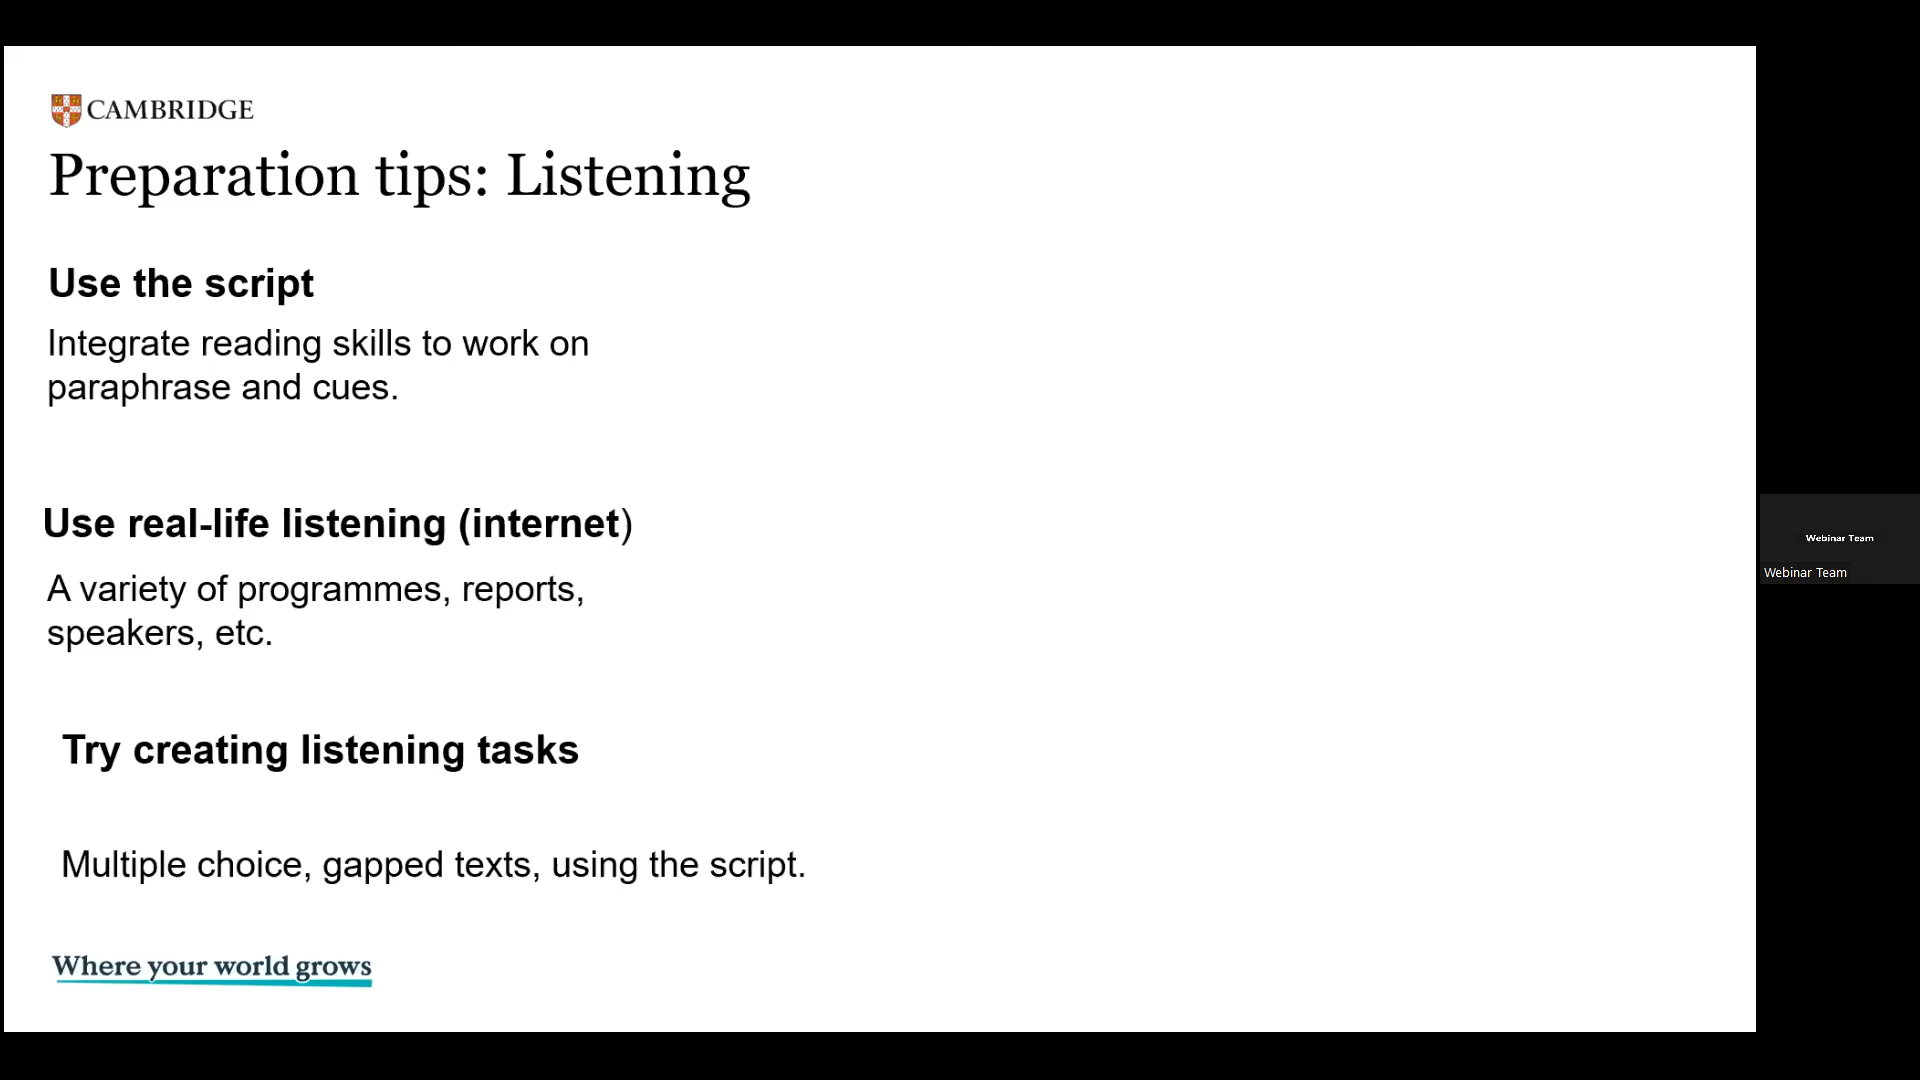 CAMBRIDGE
Preparation tips: Listening
Use the script
Integrate reading skills to work on
paraphrase and cues.
Use real-life listening (internet)
A variety of programmes, reports,
speakers, etc.
Try creating listening tasks
Multiple choice, gapped texts, using the script.
Where your world grows
Webinar Team
Webinar Team